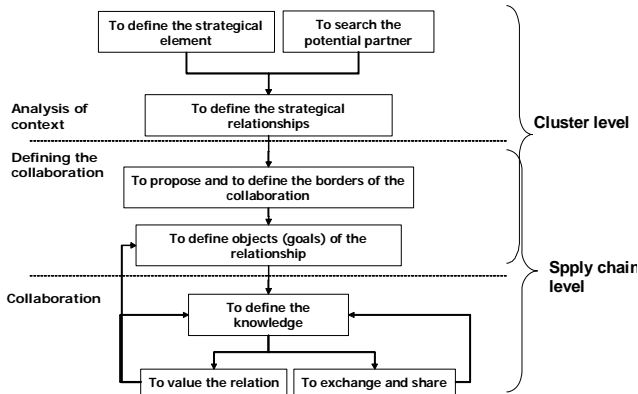 To define the strategical
element
To search the
potential partner
Analysis of
context
To define the strategical
relationships
Cluster level
Defining the
collaboration
To propose and to define the borders of the
collaboration
To define objects (goals) of the
relationship
Spply chain
level
Collaboration
To define the
knowledge
To value the relation
To exchange and share